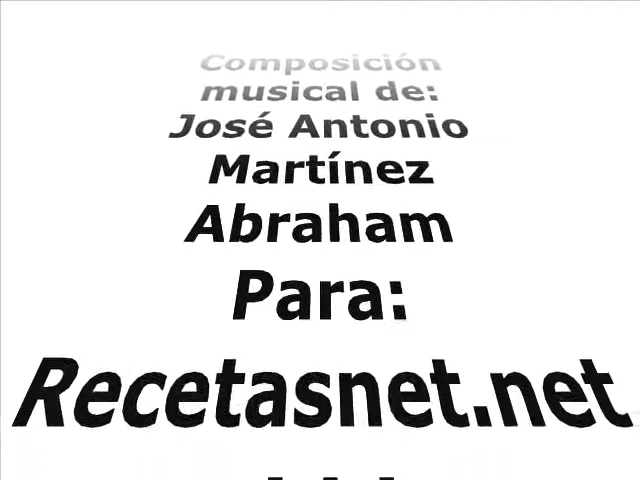 Composición
musical de:
José Antonio
Martínez
Abraham
Para:
Recetasnet.net